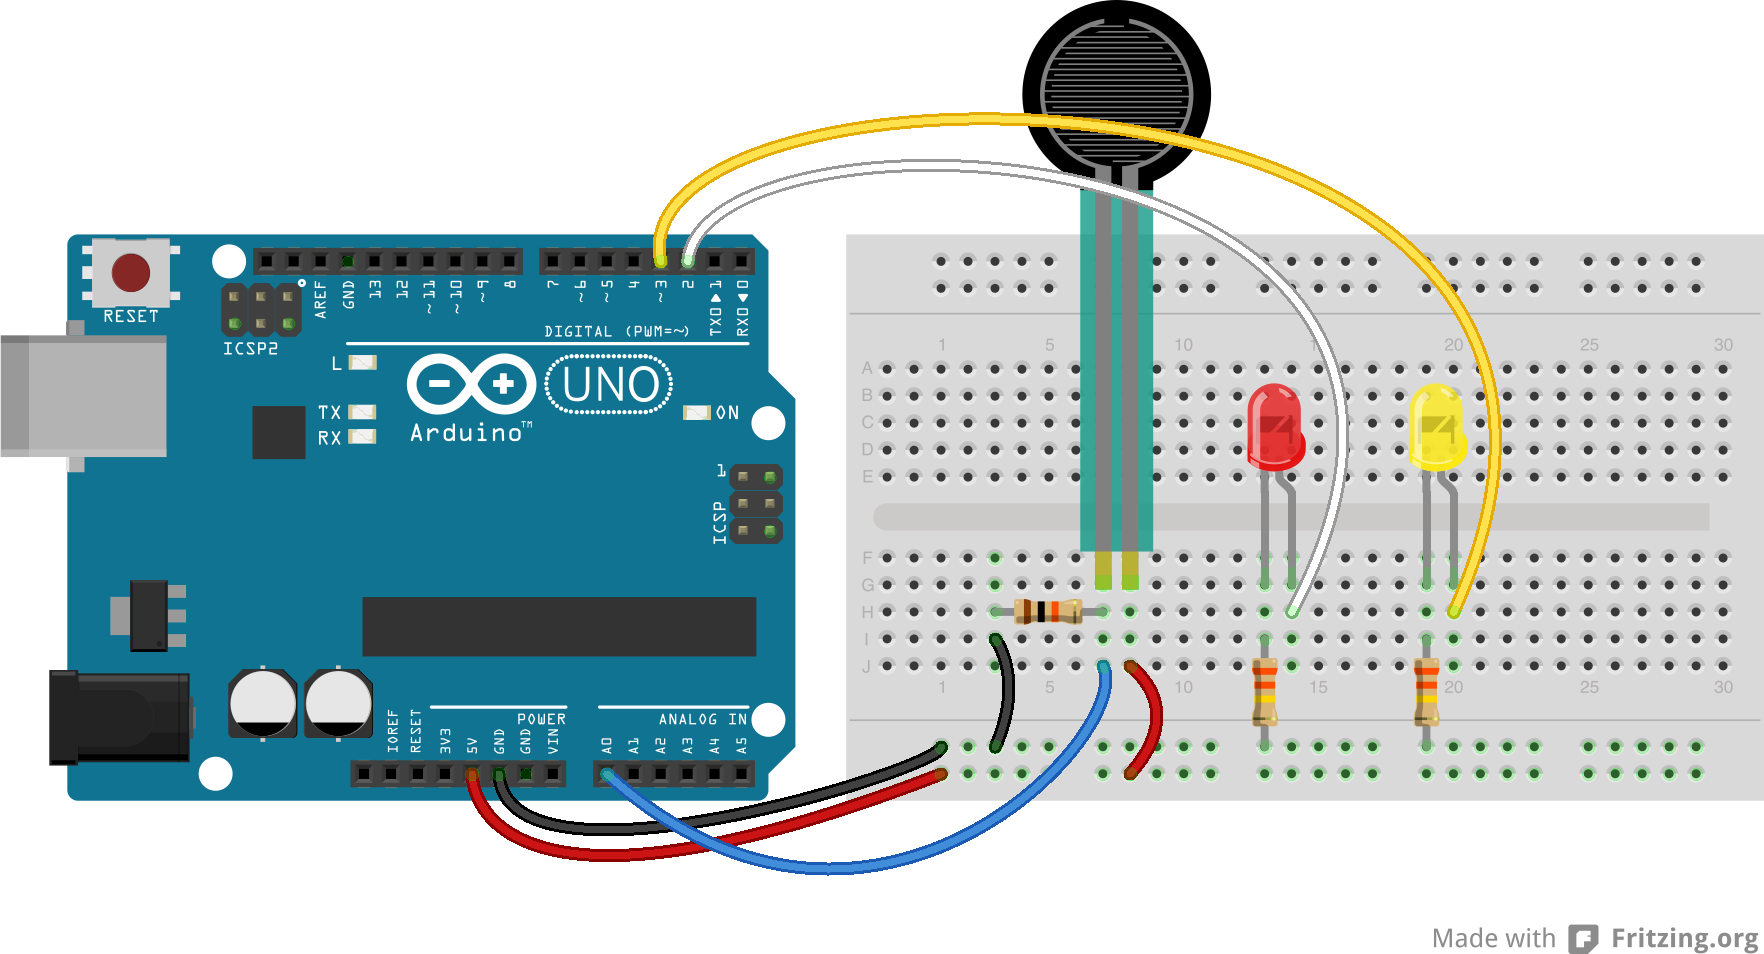 RESET
ICSP2
AREF
GND
13
12
~11
~10
~9
8
7
~6
~5
4
~3
2
TX0▶1
RX0◀0
DIGITAL (PWM=~)
L
TX
RX
UNO
Arduino™
ON
1
ICSP
IOREF
RESET
3V3
5V
GND
GND
VIN
POWER
A0
A1
A2
A3
A4
A5
ANALOG IN
1 5 10 1 20 25 30
A
B
C
D
E
F
G
H
I
J
1 5 10 15 20 25 30
Made with Fritzing.org